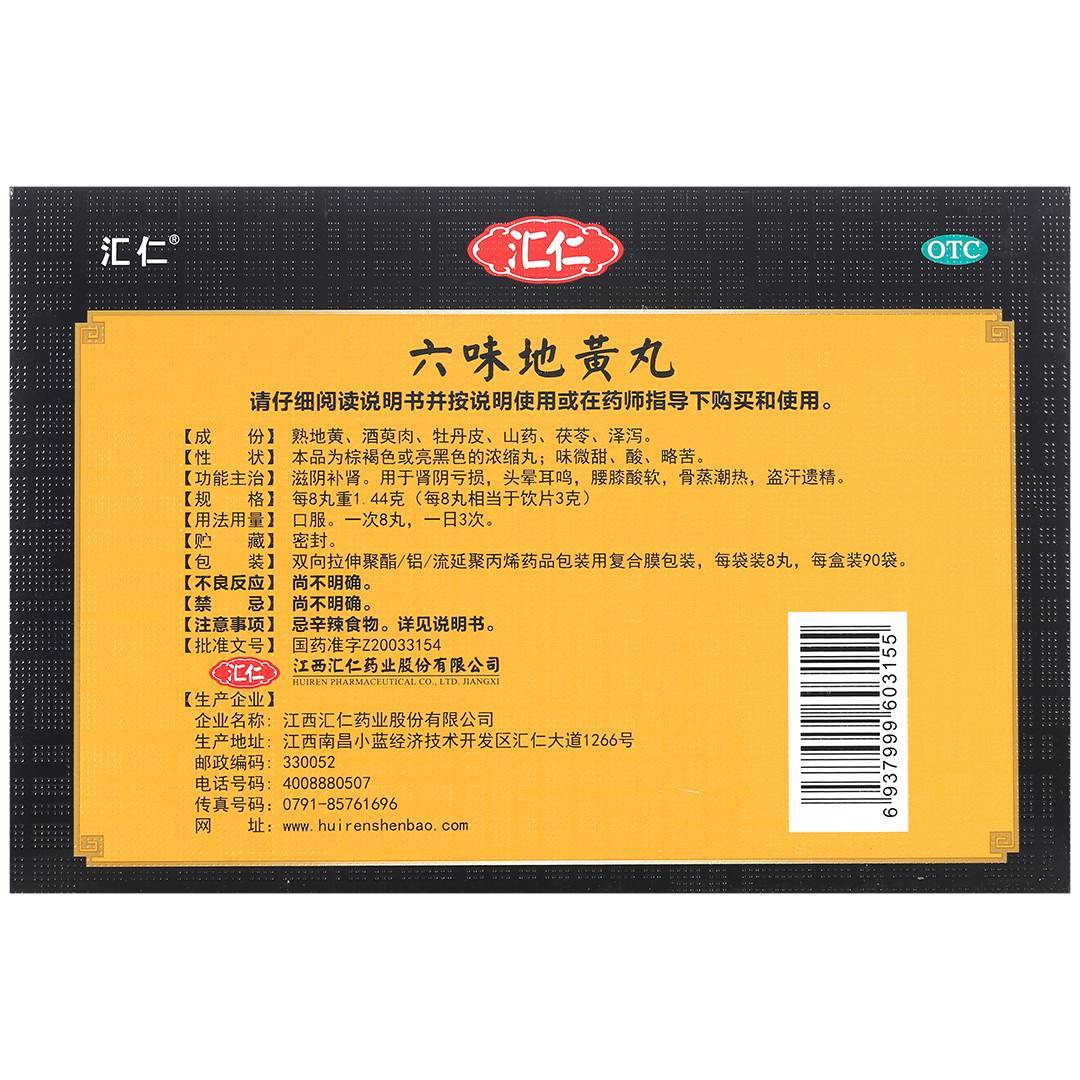 汇仁®
汇仁
OTC
六味地黄丸
请仔细阅读说明书并按说明使用或在药师指导下购买和使用。
【成 份】 熟地黄、酒萸肉、牡丹皮、山药、茯苓、泽泻。
【性 状】 本品为棕褐色或亮黑色的浓缩丸；味微甜、酸、略苦。
【功能主治】 滋阴补肾。用于肾阴亏损，头晕耳鸣，腰膝酸软，骨蒸潮热，盗汗遗精。
【规 格】 每8丸重1.44克（每8丸相当于饮片3克）
【用法用量】 口服。一次8丸，一日3次。
【贮 藏】 密封。
【包 装】 双向拉伸聚酯/铝/流延聚丙烯药品包装用复合膜包装，每袋装8丸，每盒装90袋。
【不良反应】 尚不明确。
【禁 忌】 尚不明确。
【注意事项】 忌辛辣食物。详见说明书。
【批准文号】 国药准字Z20033154
汇仁 江西汇仁药业股份有限公司
HUIREN PHARMACEUTICAL CO., LTD. JIANGXI
【生产企业】
企业名称：江西汇仁药业股份有限公司
生产地址：江西南昌小蓝经济技术开发区汇仁大道1266号
邮政编码：330052
电话号码：4008880507
传真号码：0791-85761696
网 址：www.huirenshenbao.com
6937999603155